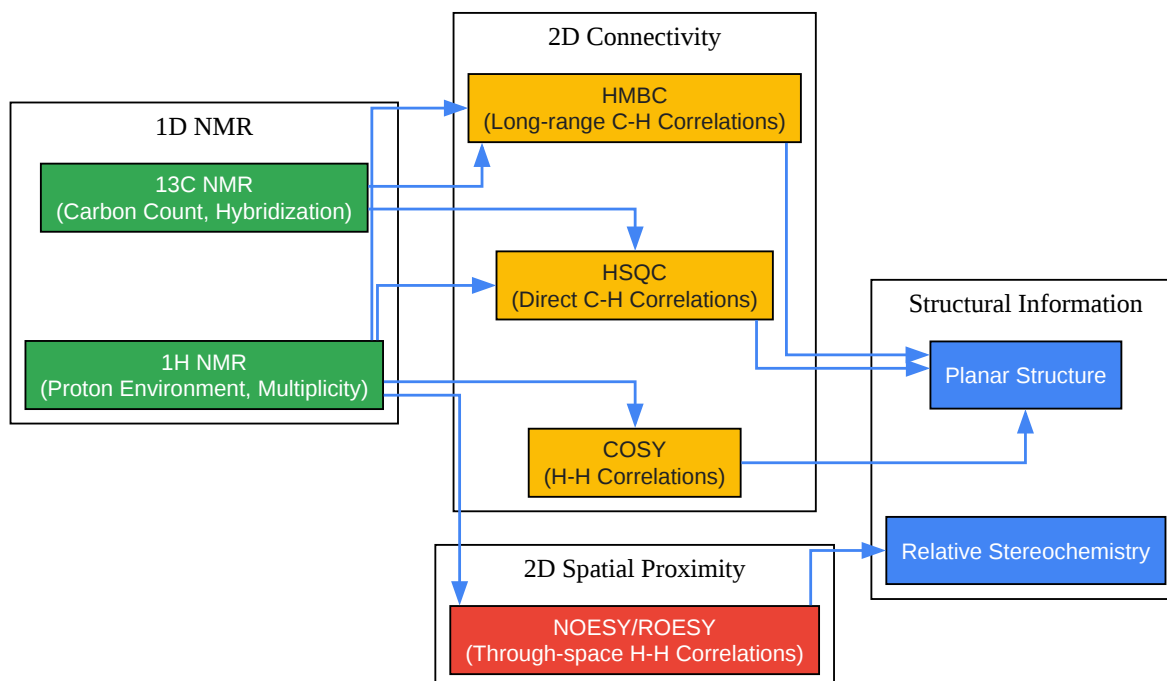 1D NMR
13C NMR
(Carbon Count, Hybridization)
1H NMR
(Proton Environment, Multiplicity)
2D Connectivity
HMBC
(Long-range C-H Correlations)
HSQC
(Direct C-H Correlations)
COSY
(H-H Correlations)
2D Spatial Proximity
NOESY/ROESY
(Through-space H-H Correlations)
Structural Information
Planar Structure
Relative Stereochemistry